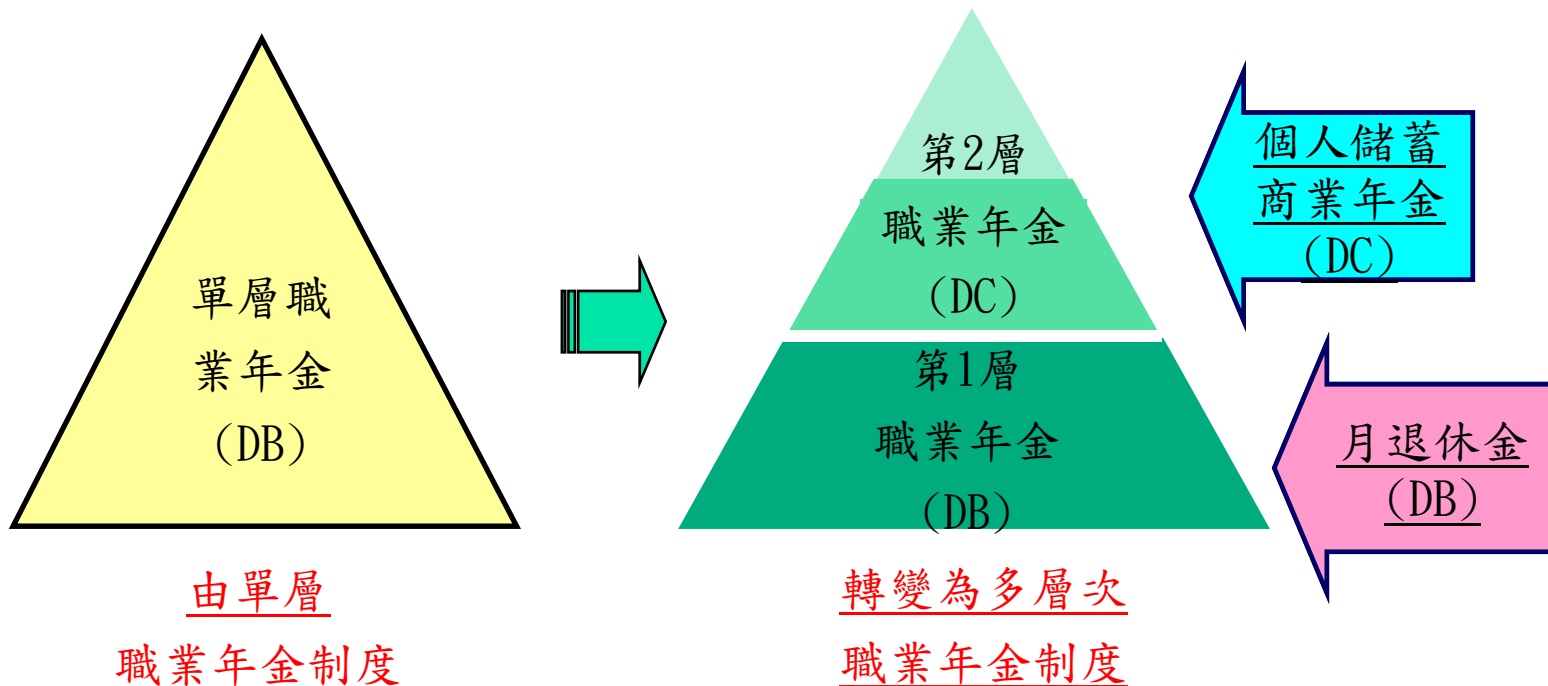 單層職
業年金
(DB)
由單層
職業年金制度
第2層
職業年金
(DC)
第1層
職業年金
(DB)
轉變為多層次
職業年金制度
個人儲蓄
商業年金
(DC)
月退休金
(DB)